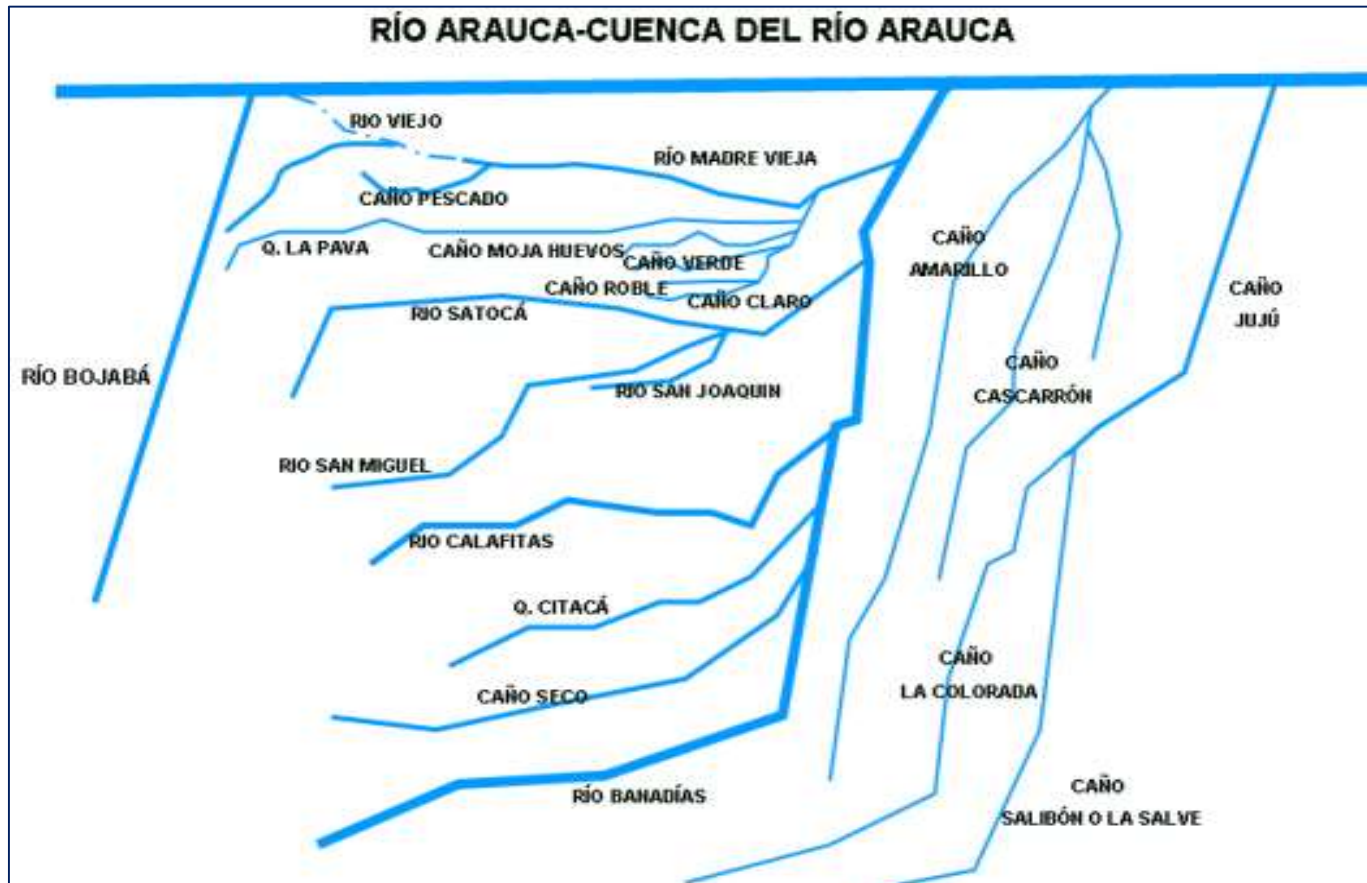 RÍO ARAUCA-CUENCA DEL RÍO ARAUCA
RIO VIEJO
RÍO MADRE VIEJA
CAÑO PESCADO
Q. LA PAVA
CAÑO MOJA HUEVOS
CAÑO VERDE
CAÑO ROBLE
CAÑO CLARO
RIO SATOCÁ
RÍO BOJABÁ
RIO SAN JOAQUIN
RIO SAN MIGUEL
RIO CALAFITAS
Q. CITACÁ
CAÑO SECO
RÍO BANADÍAS
CAÑO
AMARILLO
CAÑO
JUJÚ
CAÑO
CASCARRÓN
CAÑO
LA COLORADA
CAÑO
SALIBÓN O LA SALVE